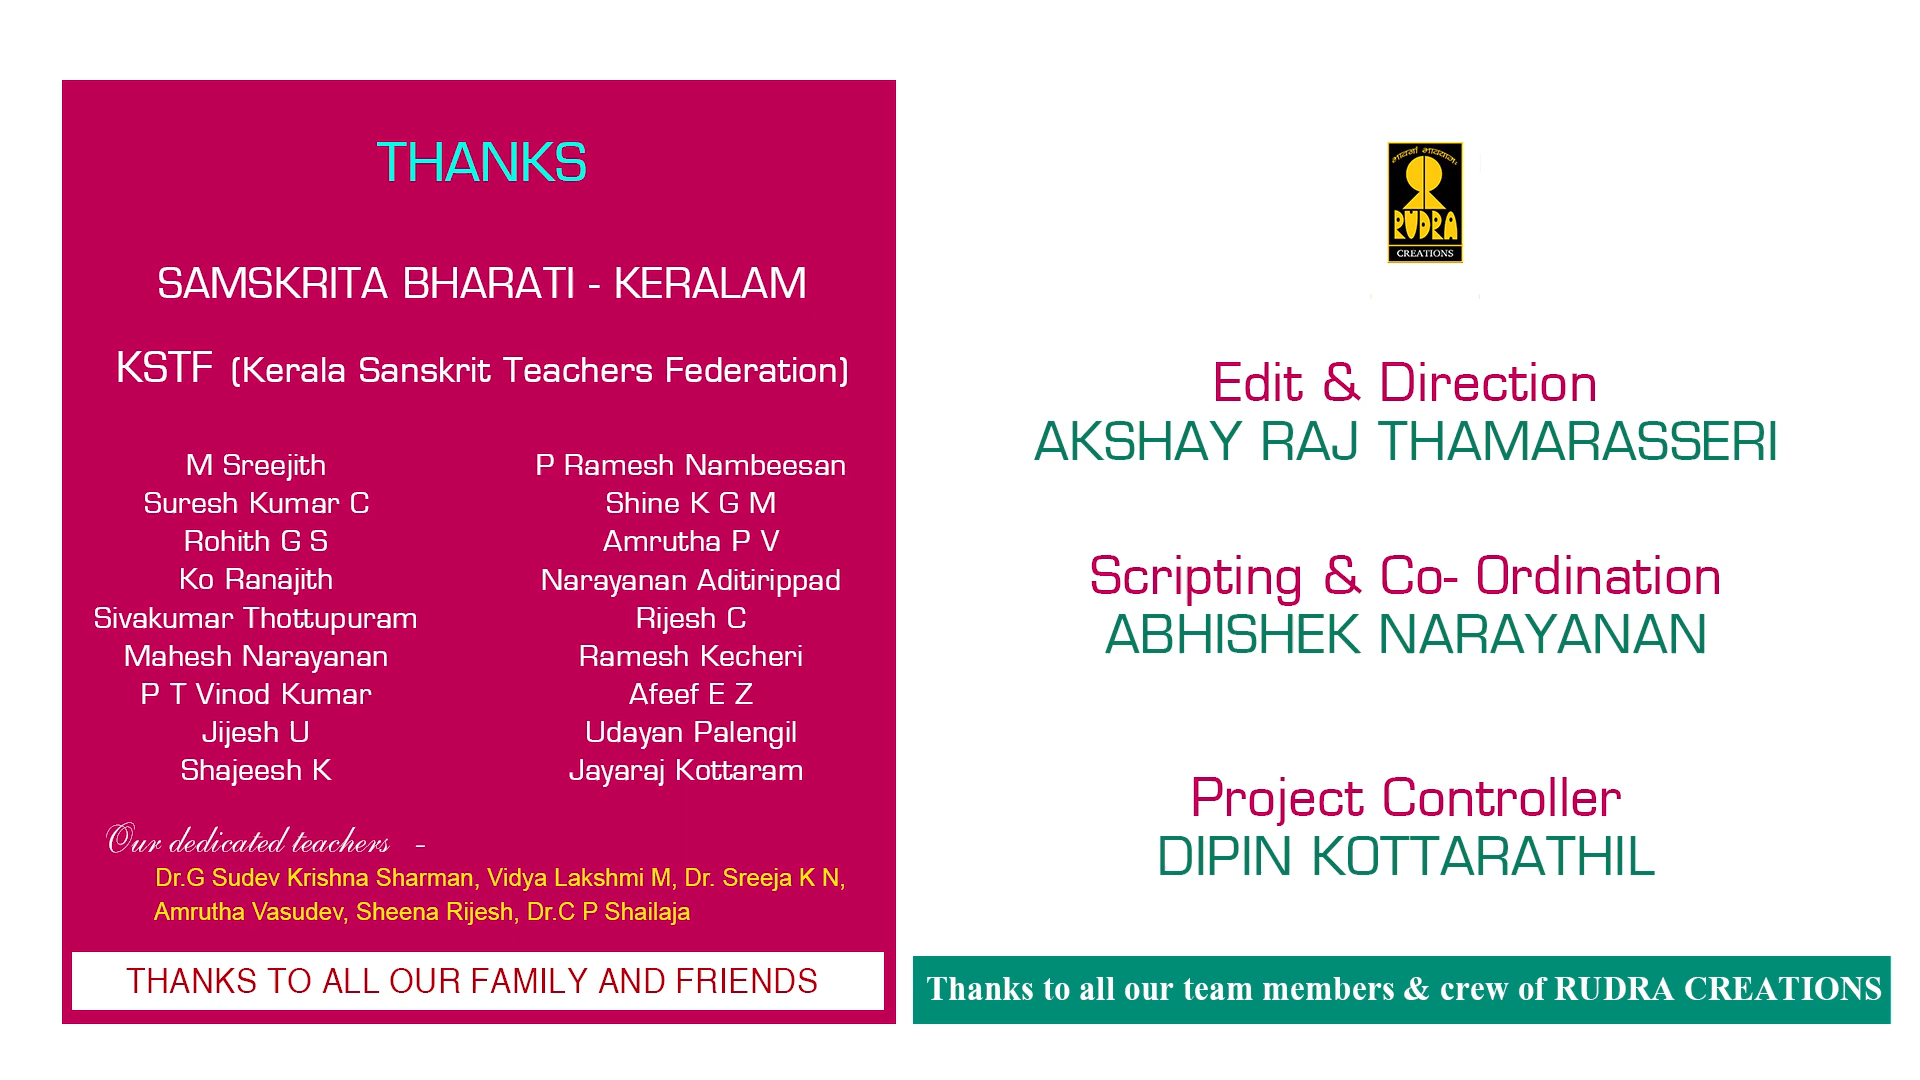 THANKS
SAMSKRITA BHARATI - KERALAM
KSTF (Kerala Sanskrit Teachers Federation)
M Sreejith
Suresh Kumar C
Rohith G S
Ko Ranajith
Sivakumar Thottupuram
Mahesh Narayanan
P T Vinod Kumar
Jijesh U
Shajeesh K
P Ramesh Nambeesan
Shine K G M
Amrutha P V
Narayanan Aditirippad
Rijesh C
Ramesh Kecheri
Afeef E Z
Udayan Palengil
Jayaraj Kottaram
Our dedicated teachers -
Dr.G Sudev Krishna Sharman, Vidya Lakshmi M, Dr. Sreeja K N,
Amrutha Vasudev, Sheena Rijesh, Dr.C P Shailaja
THANKS TO ALL OUR FAMILY AND FRIENDS
RUDRA
CREATIONS
Edit & Direction
AKSHAY RAJ THAMARASSERI
Scripting & Co- Ordination
ABHISHEK NARAYANAN
Project Controller
DIPIN KOTTARATHIL
Thanks to all our team members & crew of RUDRA CREATIONS